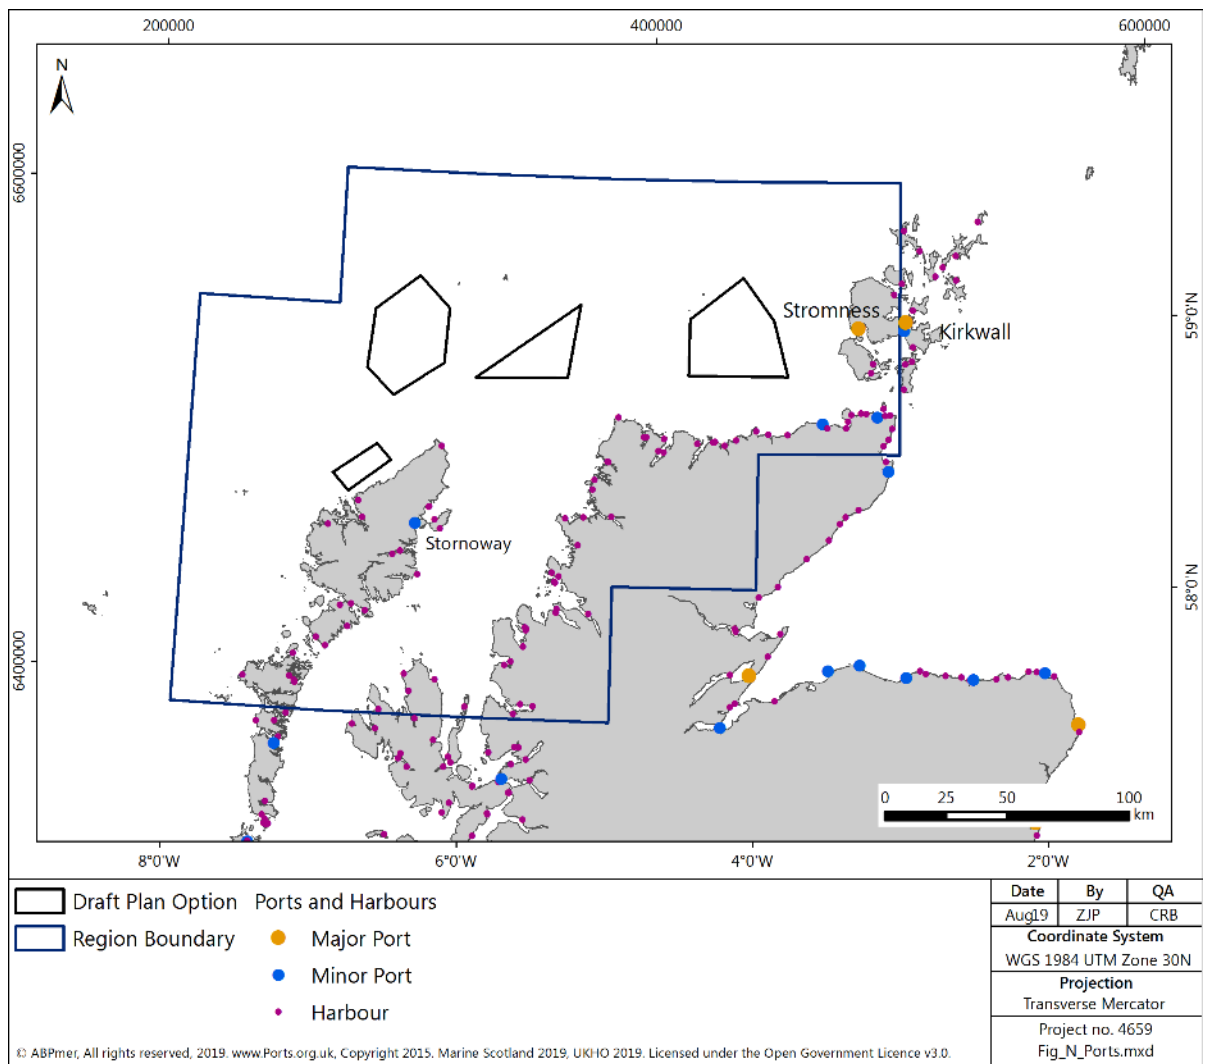 200000
400000
600000
N
6600000
6400000
59°0'N
58°0'N
Stromness
Kirkwall
Stornoway
0 25 50 100
km
8°0'W
6°0'W
4°0'W
2°0'W
Draft Plan Option
Region Boundary
Ports and Harbours
Major Port
Minor Port
Harbour
Date By QA
Aug19 ZJP CRB
Coordinate System
WGS 1984 UTM Zone 30N
Projection
Transverse Mercator
Project no. 4659
Fig_N_Ports.mxd
© ABPmer, All rights reserved, 2019. www.Ports.org.uk, Copyright 2015. Marine Scotland 2019, UKHO 2019. Licensed under the Open Government Licence v3.0.